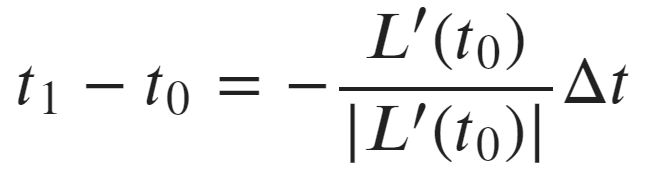 t₁ − t₀ = − L′(t₀) / |L′(t₀)| Δt